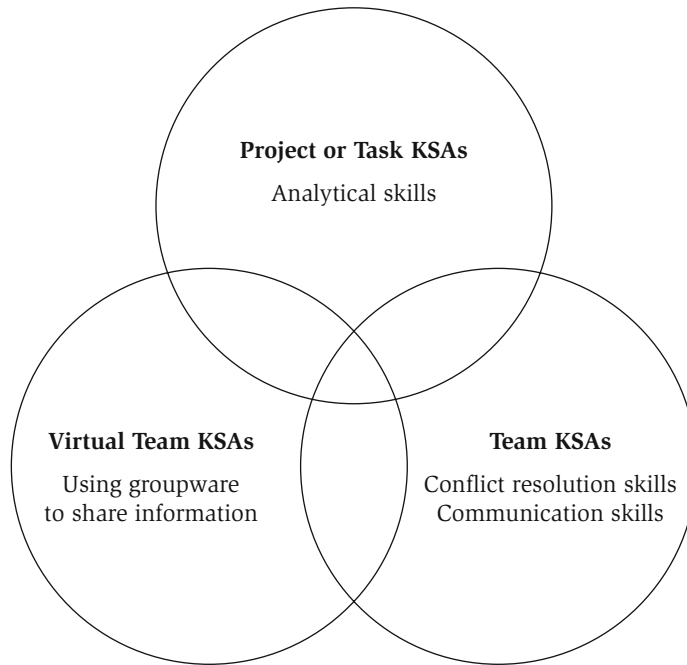 Project or Task KSAs
Analytical skills
Virtual Team KSAs
Using groupware
to share information
Team KSAs
Conflict resolution skills
Communication skills